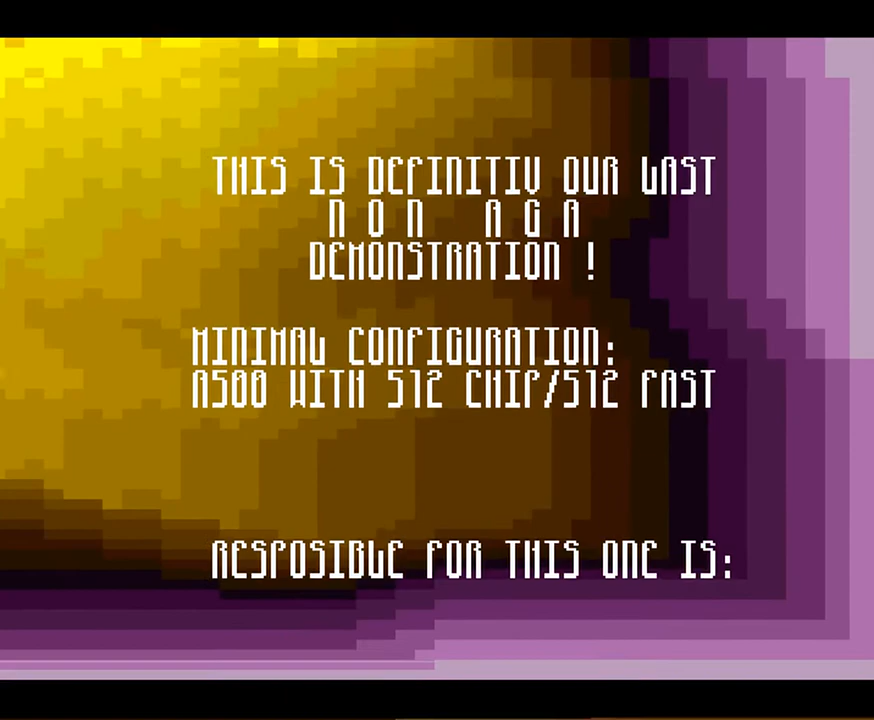 THIS IS DEFINITIV OUR LAST
N O N   A G A
DEMONSTRATION !
MINIMAL CONFIGURATION:
A500 WITH 512 CHIP/512 FAST
RESPOSIBLE FOR THIS ONE IS: